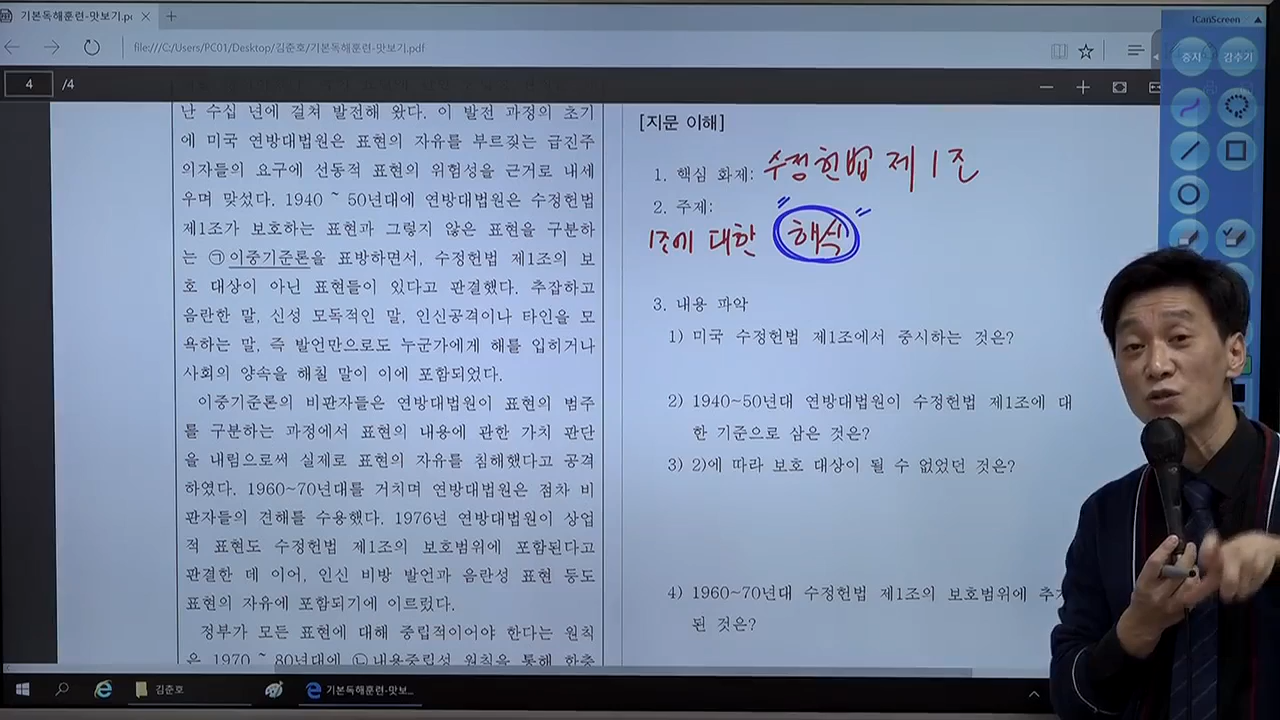 기본독해훈련-맛보기.pc
ICanScreen
file:///C:/Users/PC01/Desktop/김준호/기본독해훈련-맛보기.pdf
중지
감추기
4 /4
난 수십 년에 걸쳐 발전해 왔다. 이 발전 과정의 초기
에 미국 연방대법원은 표현의 자유를 부르짖는 급진주
의자들의 요구에 선동적 표현의 위험성을 근거로 내세
우며 맞섰다. 1940 ~ 50년대에 연방대법원은 수정헌법
제1조가 보호하는 표현과 그렇지 않은 표현을 구분하
는 ㉠이중기준론을 표방하면서, 수정헌법 제1조의 보
호 대상이 아닌 표현들이 있다고 판결했다. 추잡하고
음란한 말, 신성 모독적인 말, 인신공격이나 타인을 모
욕하는 말, 즉 발언만으로도 누군가에게 해를 입히거나
사회의 양속을 해칠 말이 이에 포함되었다.
이중기준론의 비판자들은 연방대법원이 표현의 범주
를 구분하는 과정에서 표현의 내용에 관한 가치 판단
을 내림으로써 실제로 표현의 자유를 침해했다고 공격
하였다. 1960~70년대를 거치며 연방대법원은 점차 비
판자들의 견해를 수용했다. 1976년 연방대법원이 상업
적 표현도 수정헌법 제1조의 보호범위에 포함된다고
판결한 데 이어, 인신 비방 발언과 음란성 표현 등도
표현의 자유에 포함되기에 이르렀다.
정부가 모든 표현에 대해 중립적이어야 한다는 원칙
은 1970 ~ 80년대에 ㉡내용중립성 원칙을 통해 한층
[지문 이해]
1. 핵심 화제: 수정헌법 제1조
2. 주제:
1조에 대한 "해석"
3. 내용 파악
1) 미국 수정헌법 제1조에서 중시하는 것은?
2) 1940~50년대 연방대법원이 수정헌법 제1조에 대
한 기준으로 삼은 것은?
3) 2)에 따라 보호 대상이 될 수 없었던 것은?
4) 1960~70년대 수정헌법 제1조의 보호범위에 추가
된 것은?
김준호
기본독해훈련-맛보...